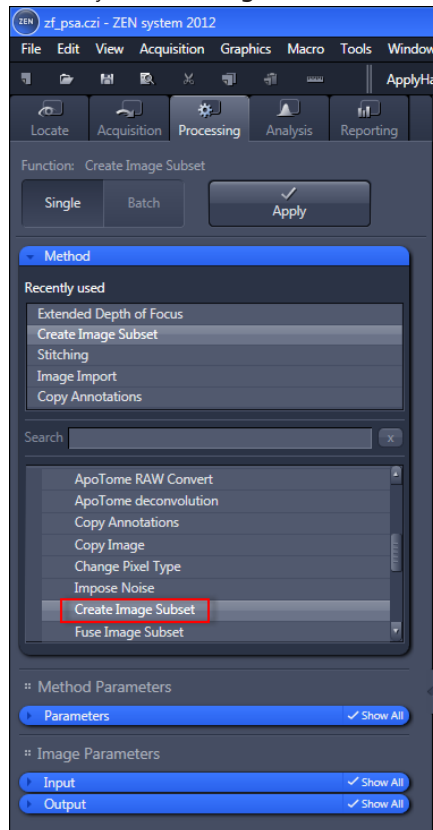 ZEN zf_psa.czi - ZEN system 2012
File Edit View Acquisition Graphics Macro Tools Window
ApplyHa
Locate Acquisition Processing Analysis Reporting
Function: Create Image Subset
Single Batch Apply
Method
Recently used
Extended Depth of Focus
Create Image Subset
Stitching
Image Import
Copy Annotations
Search x
ApoTome RAW Convert
ApoTome deconvolution
Copy Annotations
Copy Image
Change Pixel Type
Impose Noise
Create Image Subset
Fuse Image Subset
Method Parameters
Parameters Show All
Image Parameters
Input Show All
Output Show All